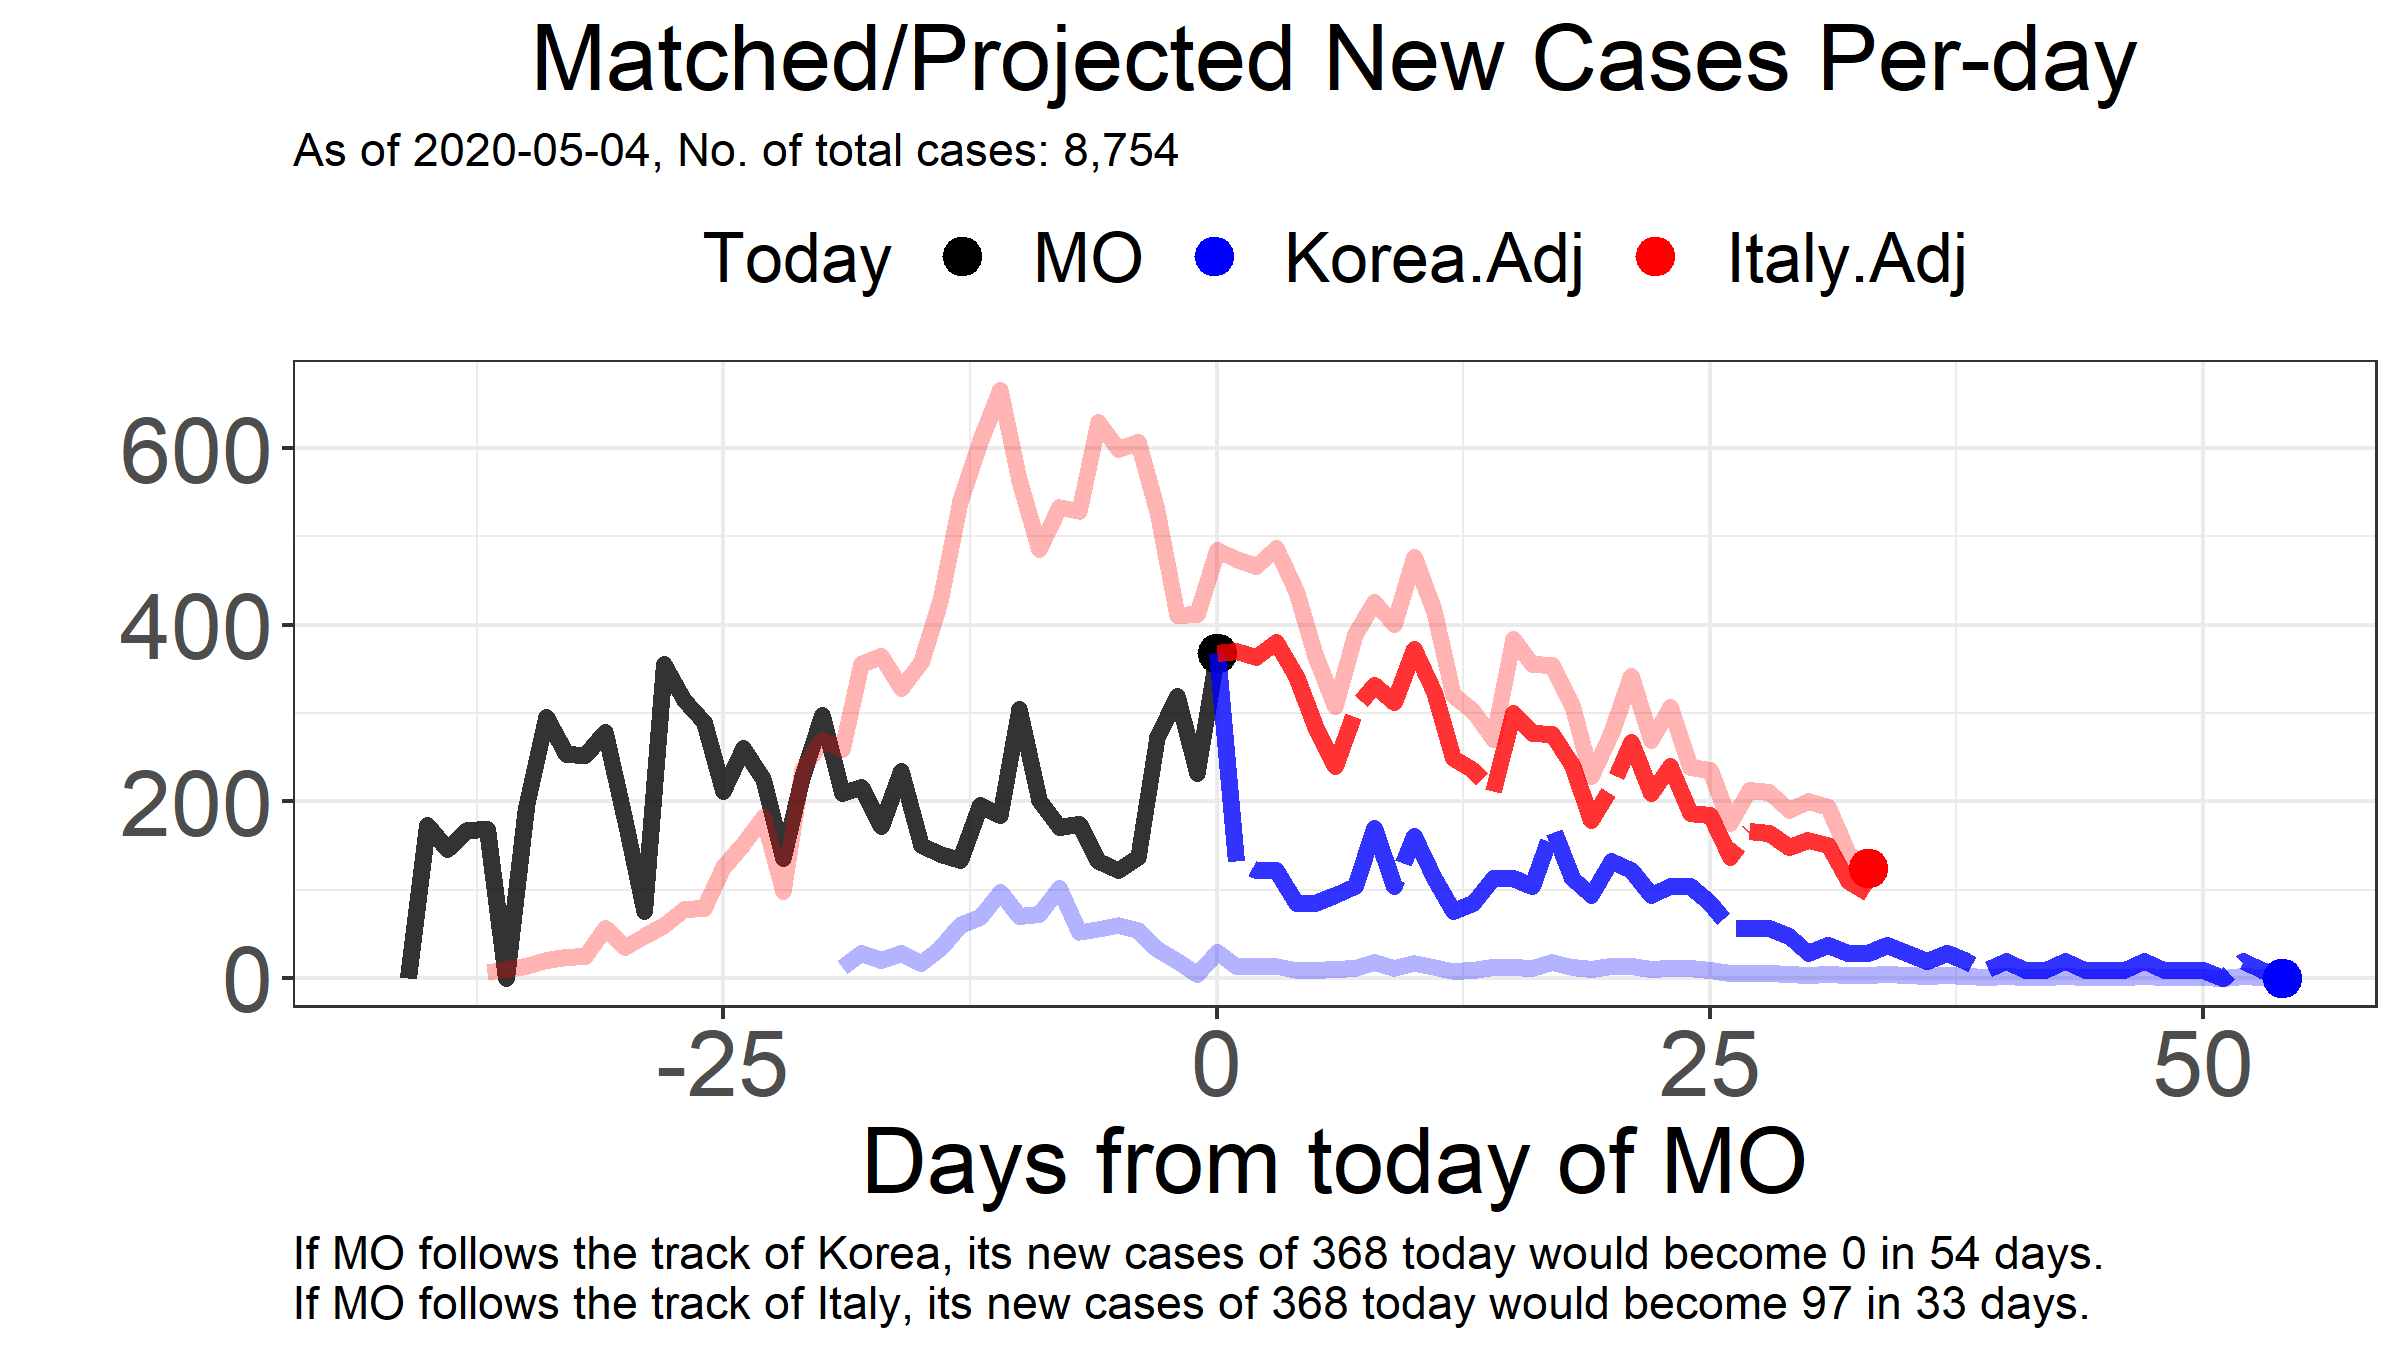 Matched/Projected New Cases Per-day
As of 2020-05-04, No. of total cases: 8,754
Today MO Korea.Adj Italy.Adj
600
400
200
0
-25 0 25 50
Days from today of MO
If MO follows the track of Korea, its new cases of 368 today would become 0 in 54 days.
If MO follows the track of Italy, its new cases of 368 today would become 97 in 33 days.